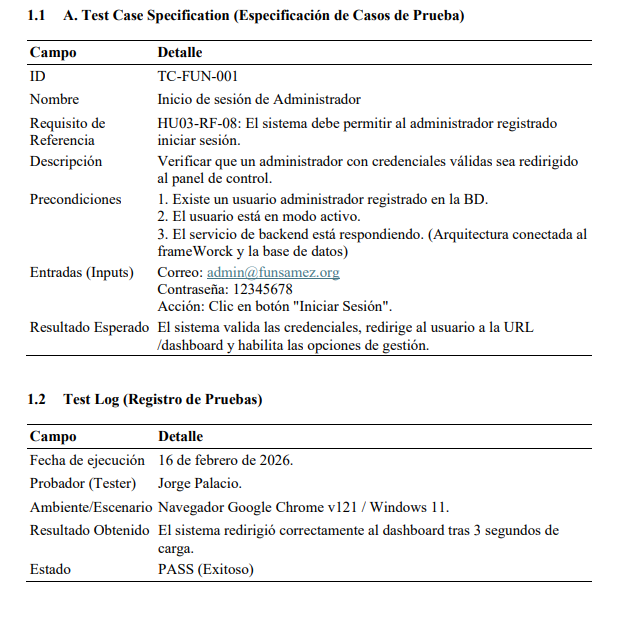 1.1 A. Test Case Specification (Especificación de Casos de Prueba)
Campo Detalle
ID TC-FUN-001
Nombre Inicio de sesión de Administrador
Requisito de HU03-RF-08: El sistema debe permitir al administrador registrado
Referencia iniciar sesión.
Descripción Verificar que un administrador con credenciales válidas sea redirigido
al panel de control.
Precondiciones 1. Existe un usuario administrador registrado en la BD.
2. El usuario está en modo activo.
3. El servicio de backend está respondiendo. (Arquitectura conectada al
frameWorck y la base de datos)
Entradas (Inputs) Correo: admin@funsamez.org
Contraseña: 12345678
Acción: Clic en botón "Iniciar Sesión".
Resultado Esperado El sistema valida las credenciales, redirige al usuario a la URL
/dashboard y habilita las opciones de gestión.
1.2 Test Log (Registro de Pruebas)
Campo Detalle
Fecha de ejecución 16 de febrero de 2026.
Probador (Tester) Jorge Palacio.
Ambiente/Escenario Navegador Google Chrome v121 / Windows 11.
Resultado Obtenido El sistema redirigió correctamente al dashboard tras 3 segundos de
carga.
Estado PASS (Exitoso)